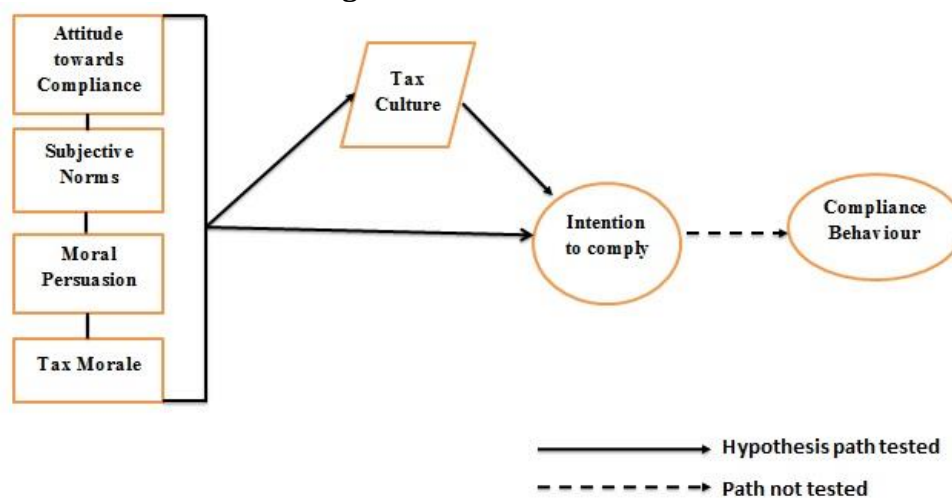 Attitude
towards
Compliance
Subjective
Norms
Moral
Persuasion
Tax Morale
Tax
Culture
Intention
to comply
Compliance
Behaviour
Hypothesis path tested
Path not tested